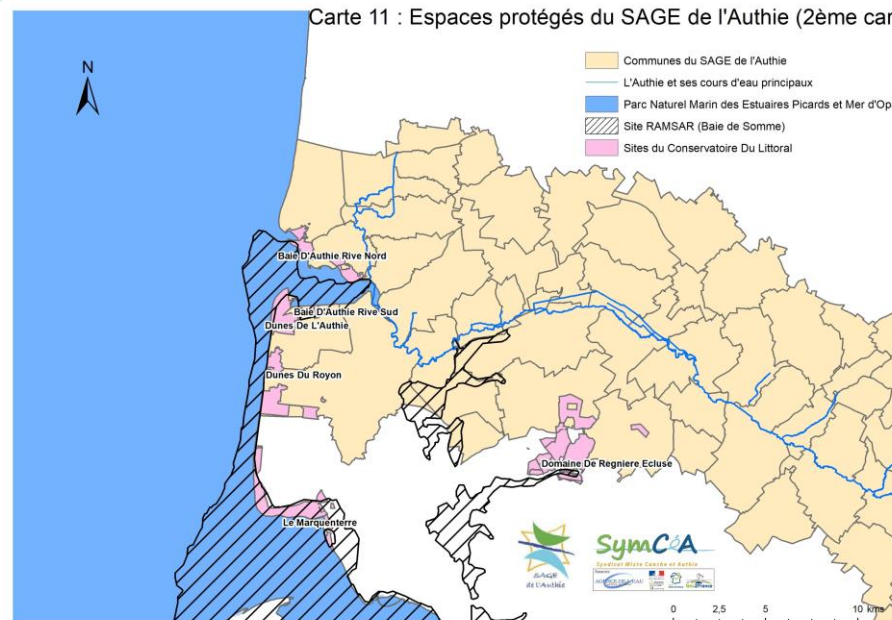 Carte 11 : Espaces protégés du SAGE de l'Authie (2ème car
N
Communes du SAGE de l'Authie
L'Authie et ses cours d'eau principaux
Parc Naturel Marin des Estuaires Picards et Mer d'Op
Site RAMSAR (Baie de Somme)
Sites du Conservatoire Du Littoral
Baie D'Authie Rive Nord
Baie D'Authie Rive Sud
Dunes De L'Authie
Dunes Du Royon
Domaine De Regniere Ecluse
Le Marquenterre
SAGE
de l'Authie
SymCéA
Syndicat Mixte Canche et Authie
AGENCE DE L'EAU
0 2,5 5 10 kms